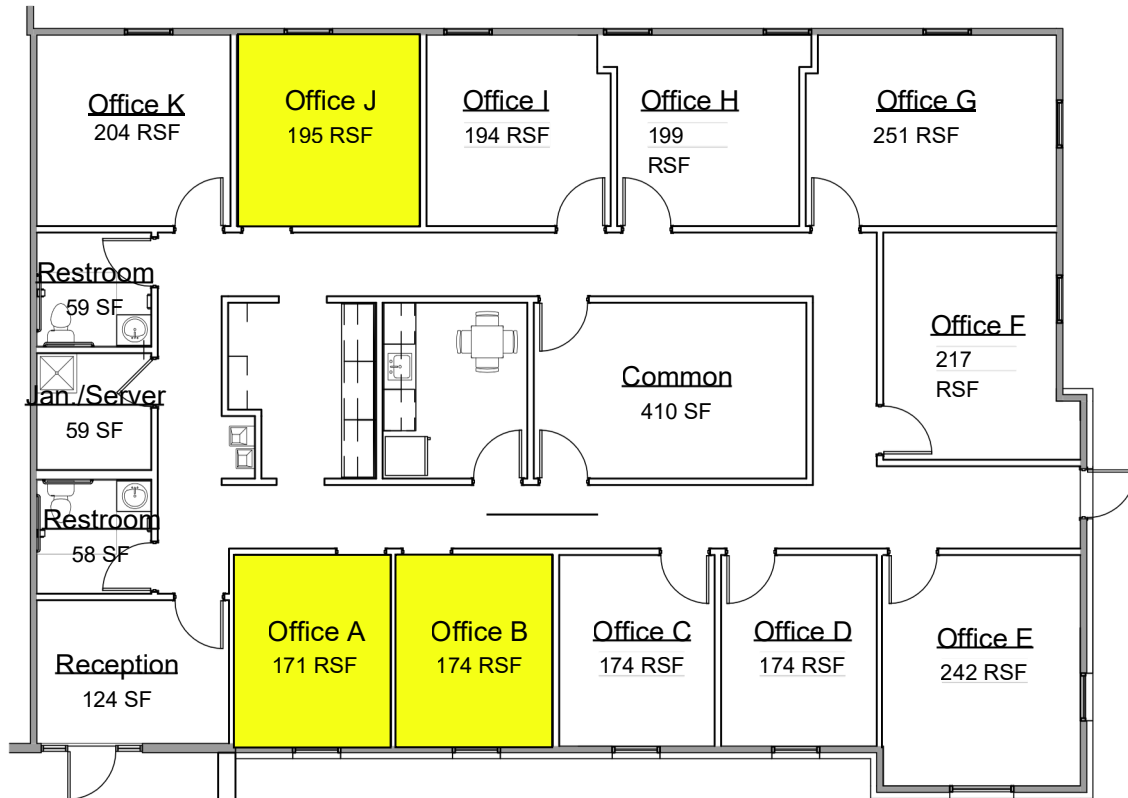 Office K
204 RSF
Office J
195 RSF
Office I
194 RSF
Office H
199
RSF
Office G
251 RSF
Restroom
59 SF
Jan./Server
59 SF
Restroom
58 SF
Common
410 SF
Office F
217
RSF
Reception
124 SF
Office A
171 RSF
Office B
174 RSF
Office C
174 RSF
Office D
174 RSF
Office E
242 RSF